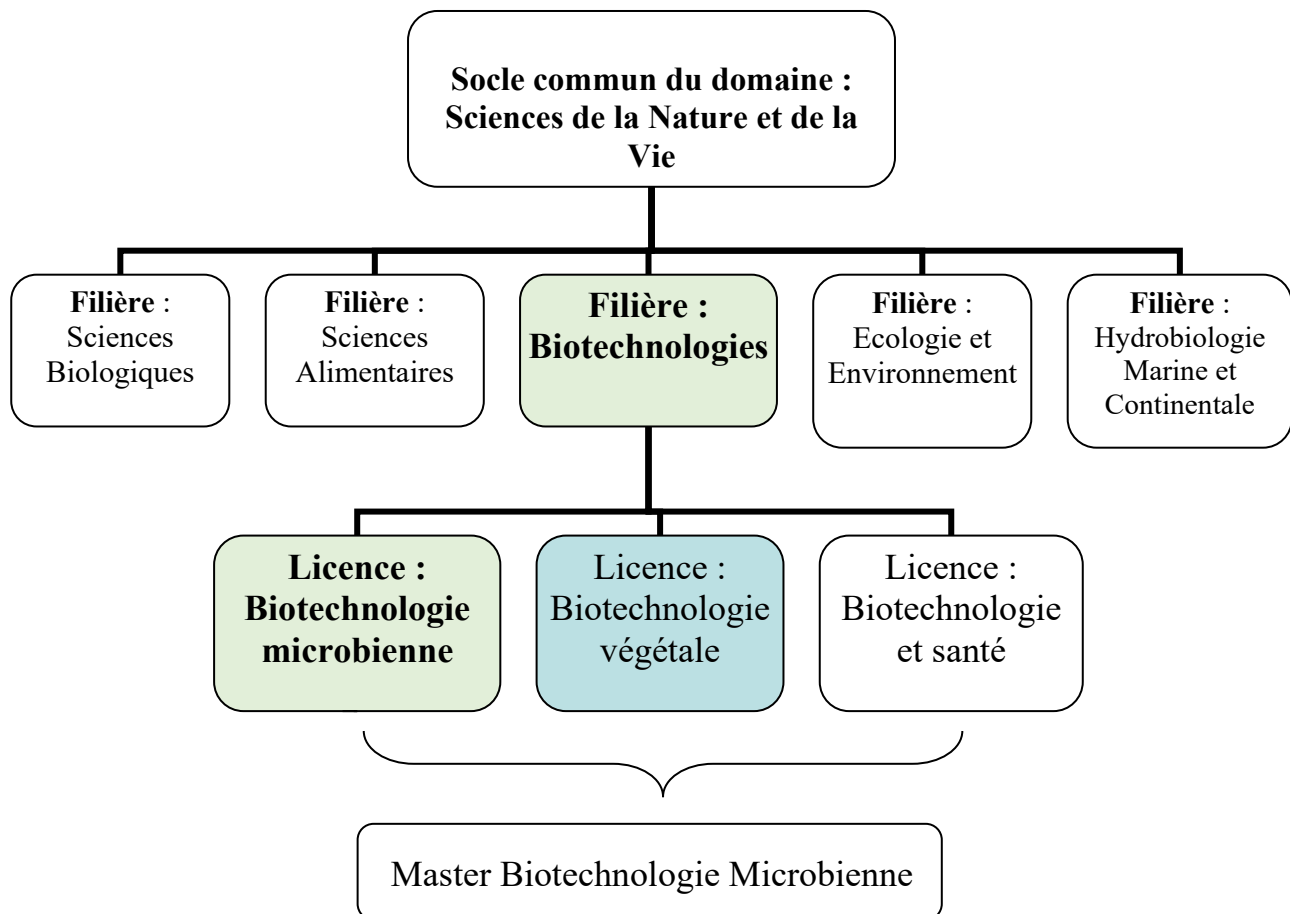 Socle commun du domaine :
Sciences de la Nature et de la
Vie
Filière :
Sciences
Biologiques
Filière :
Sciences
Alimentaires
Filière :
Biotechnologies
Filière :
Ecologie et
Environnement
Filière :
Hydrobiologie
Marine et
Continentale
Licence :
Biotechnologie
microbienne
Licence :
Biotechnologie
végétale
Licence :
Biotechnologie
et santé
Master Biotechnologie Microbienne